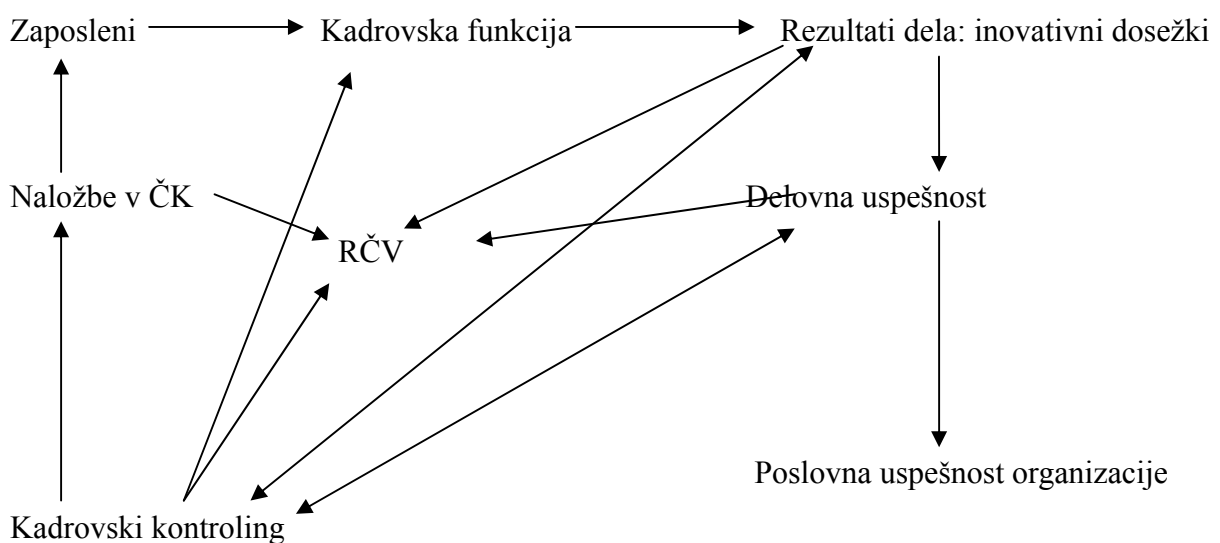 Zaposleni
Kadrovska funkcija
Rezultati dela: inovativni dosežki
Naložbe v ČK
Delovna uspešnost
RČV
Poslovna uspešnost organizacije
Kadrovski kontroling